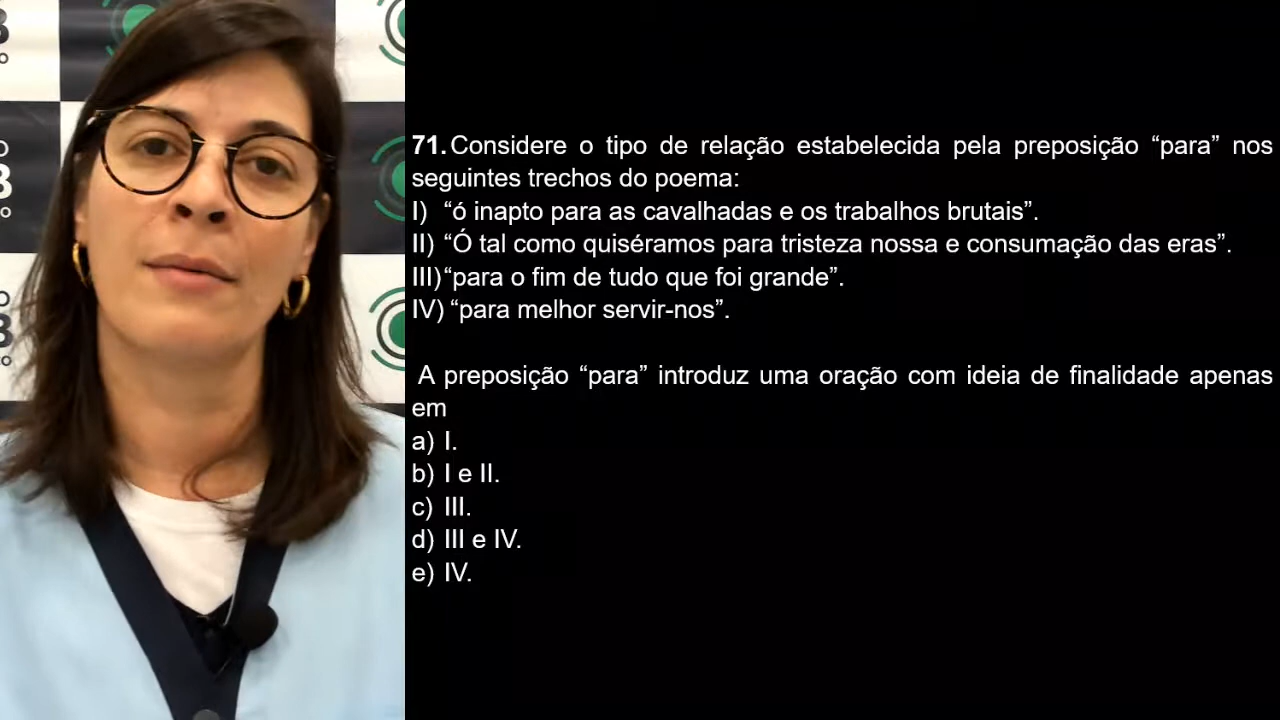 71. Considere o tipo de relação estabelecida pela preposição “para” nos
seguintes trechos do poema:
I) “ó inapto para as cavalhadas e os trabalhos brutais”.
II) “Ó tal como quiséramos para tristeza nossa e consumação das eras”.
III) “para o fim de tudo que foi grande”.
IV) “para melhor servir-nos”.
A preposição “para” introduz uma oração com ideia de finalidade apenas
em
a) I.
b) I e II.
c) III.
d) III e IV.
e) IV.